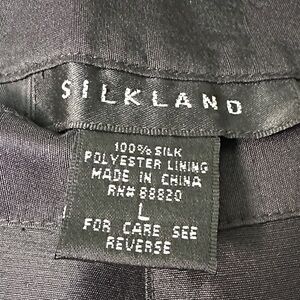 SILKLAND
100% SILK
POLYESTER LINING
MADE IN CHINA
RN# 88820
L
FOR CARE SEE
REVERSE